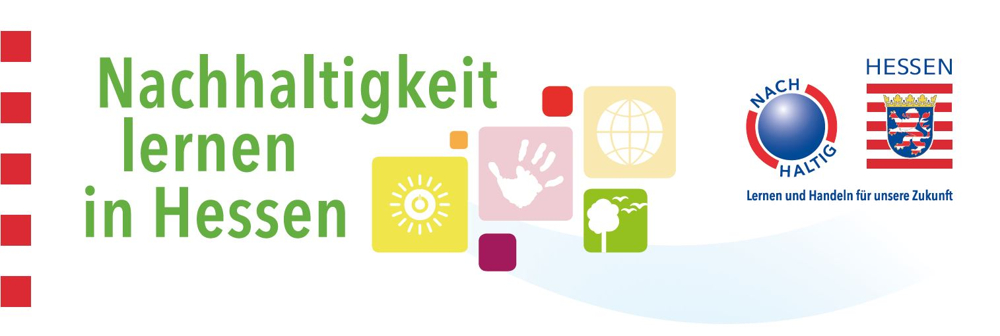 Nachhaltigkeit
lernen
in Hessen
NACH
HALTIG
HESSEN
Lernen und Handeln für unsere Zukunft